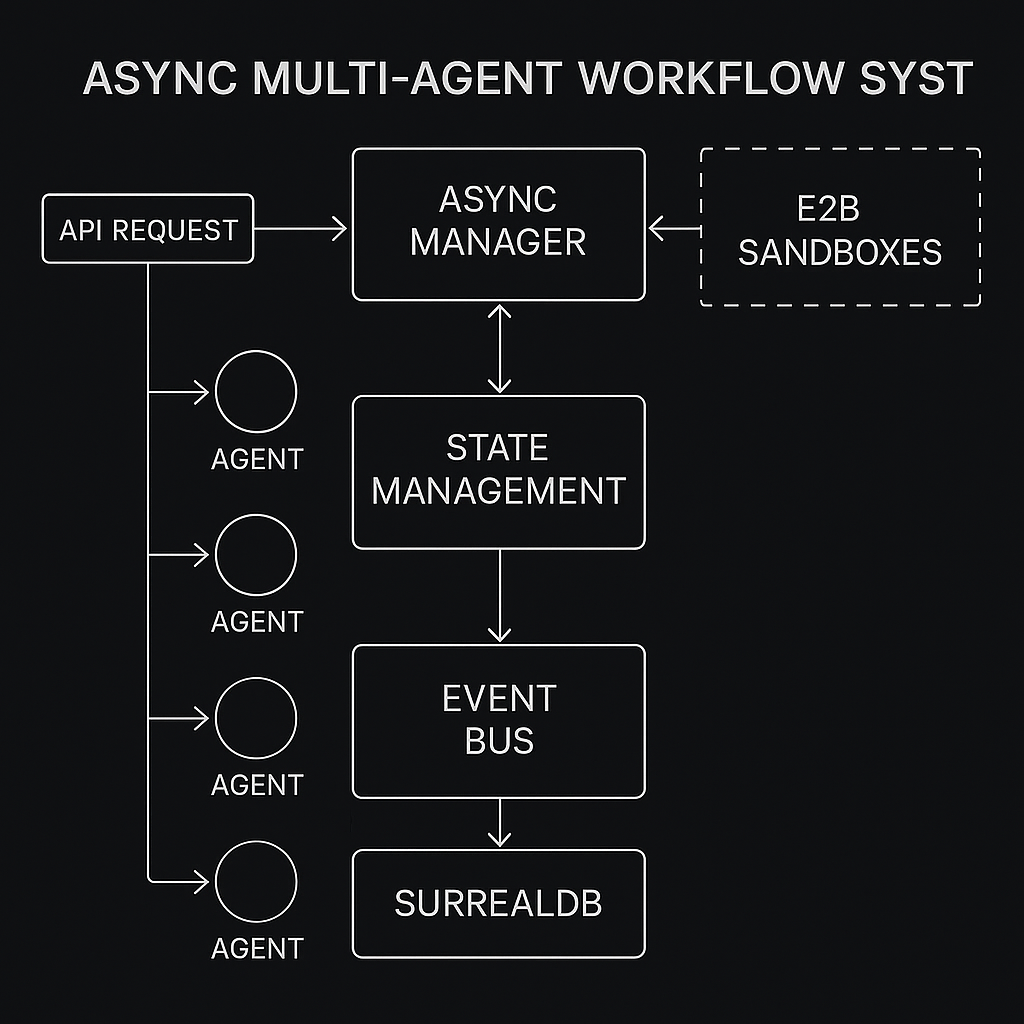 ASYNC MULTI-AGENT WORKFLOW SYST
API REQUEST
ASYNC
MANAGER
E2B
SANDBOXES
AGENT
STATE
MANAGEMENT
AGENT
EVENT
BUS
AGENT
SURREALDB
AGENT